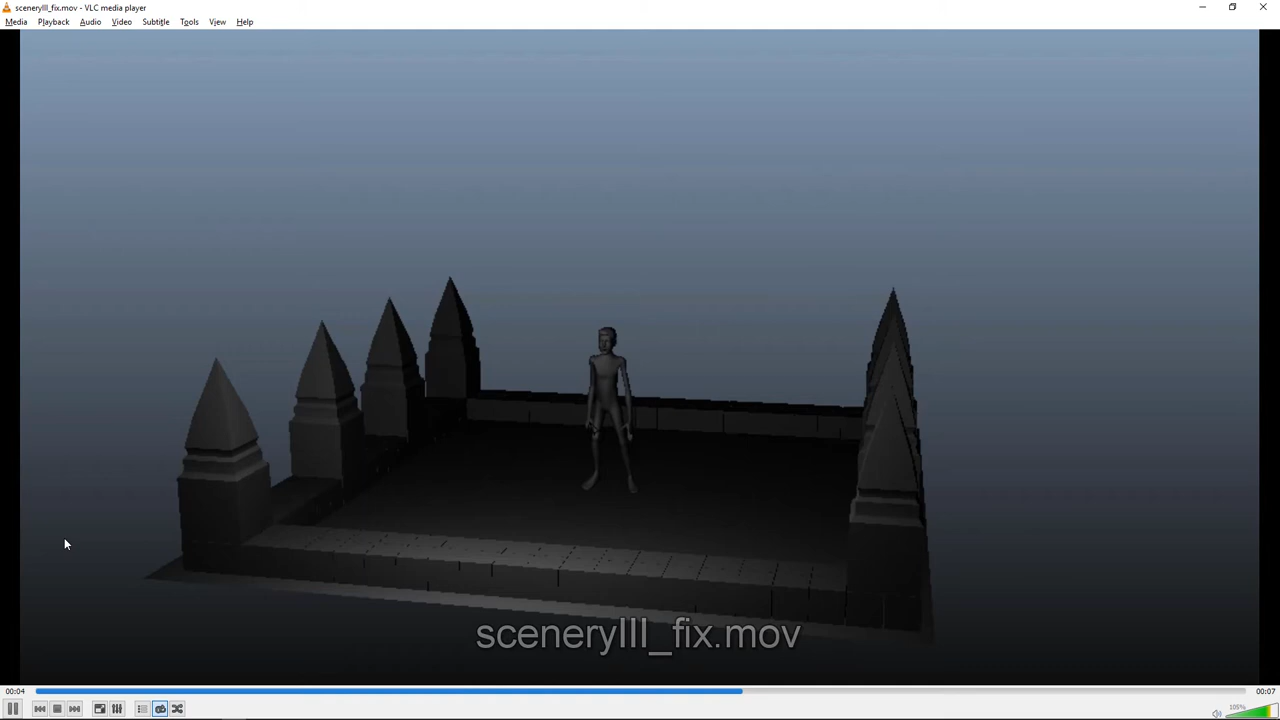 sceneryIII_fix.mov - VLC media player
Media Playback Audio Video Subtitle Tools View Help
sceneryIII_fix.mov
00:04
00:07
105%